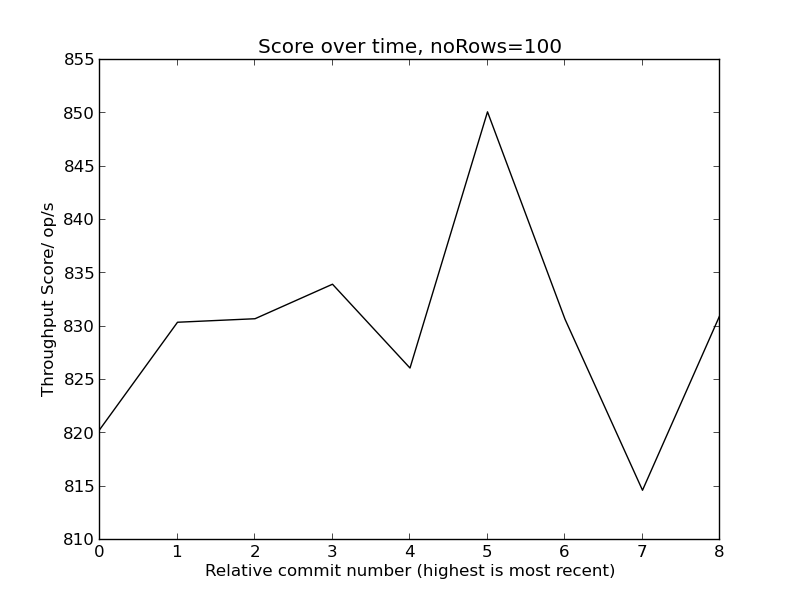 Score over time, noRows=100
855
850
845
840
835
830
825
820
815
810
Throughput Score/ op/s
0 1 2 3 4 5 6 7 8
Relative commit number (highest is most recent)